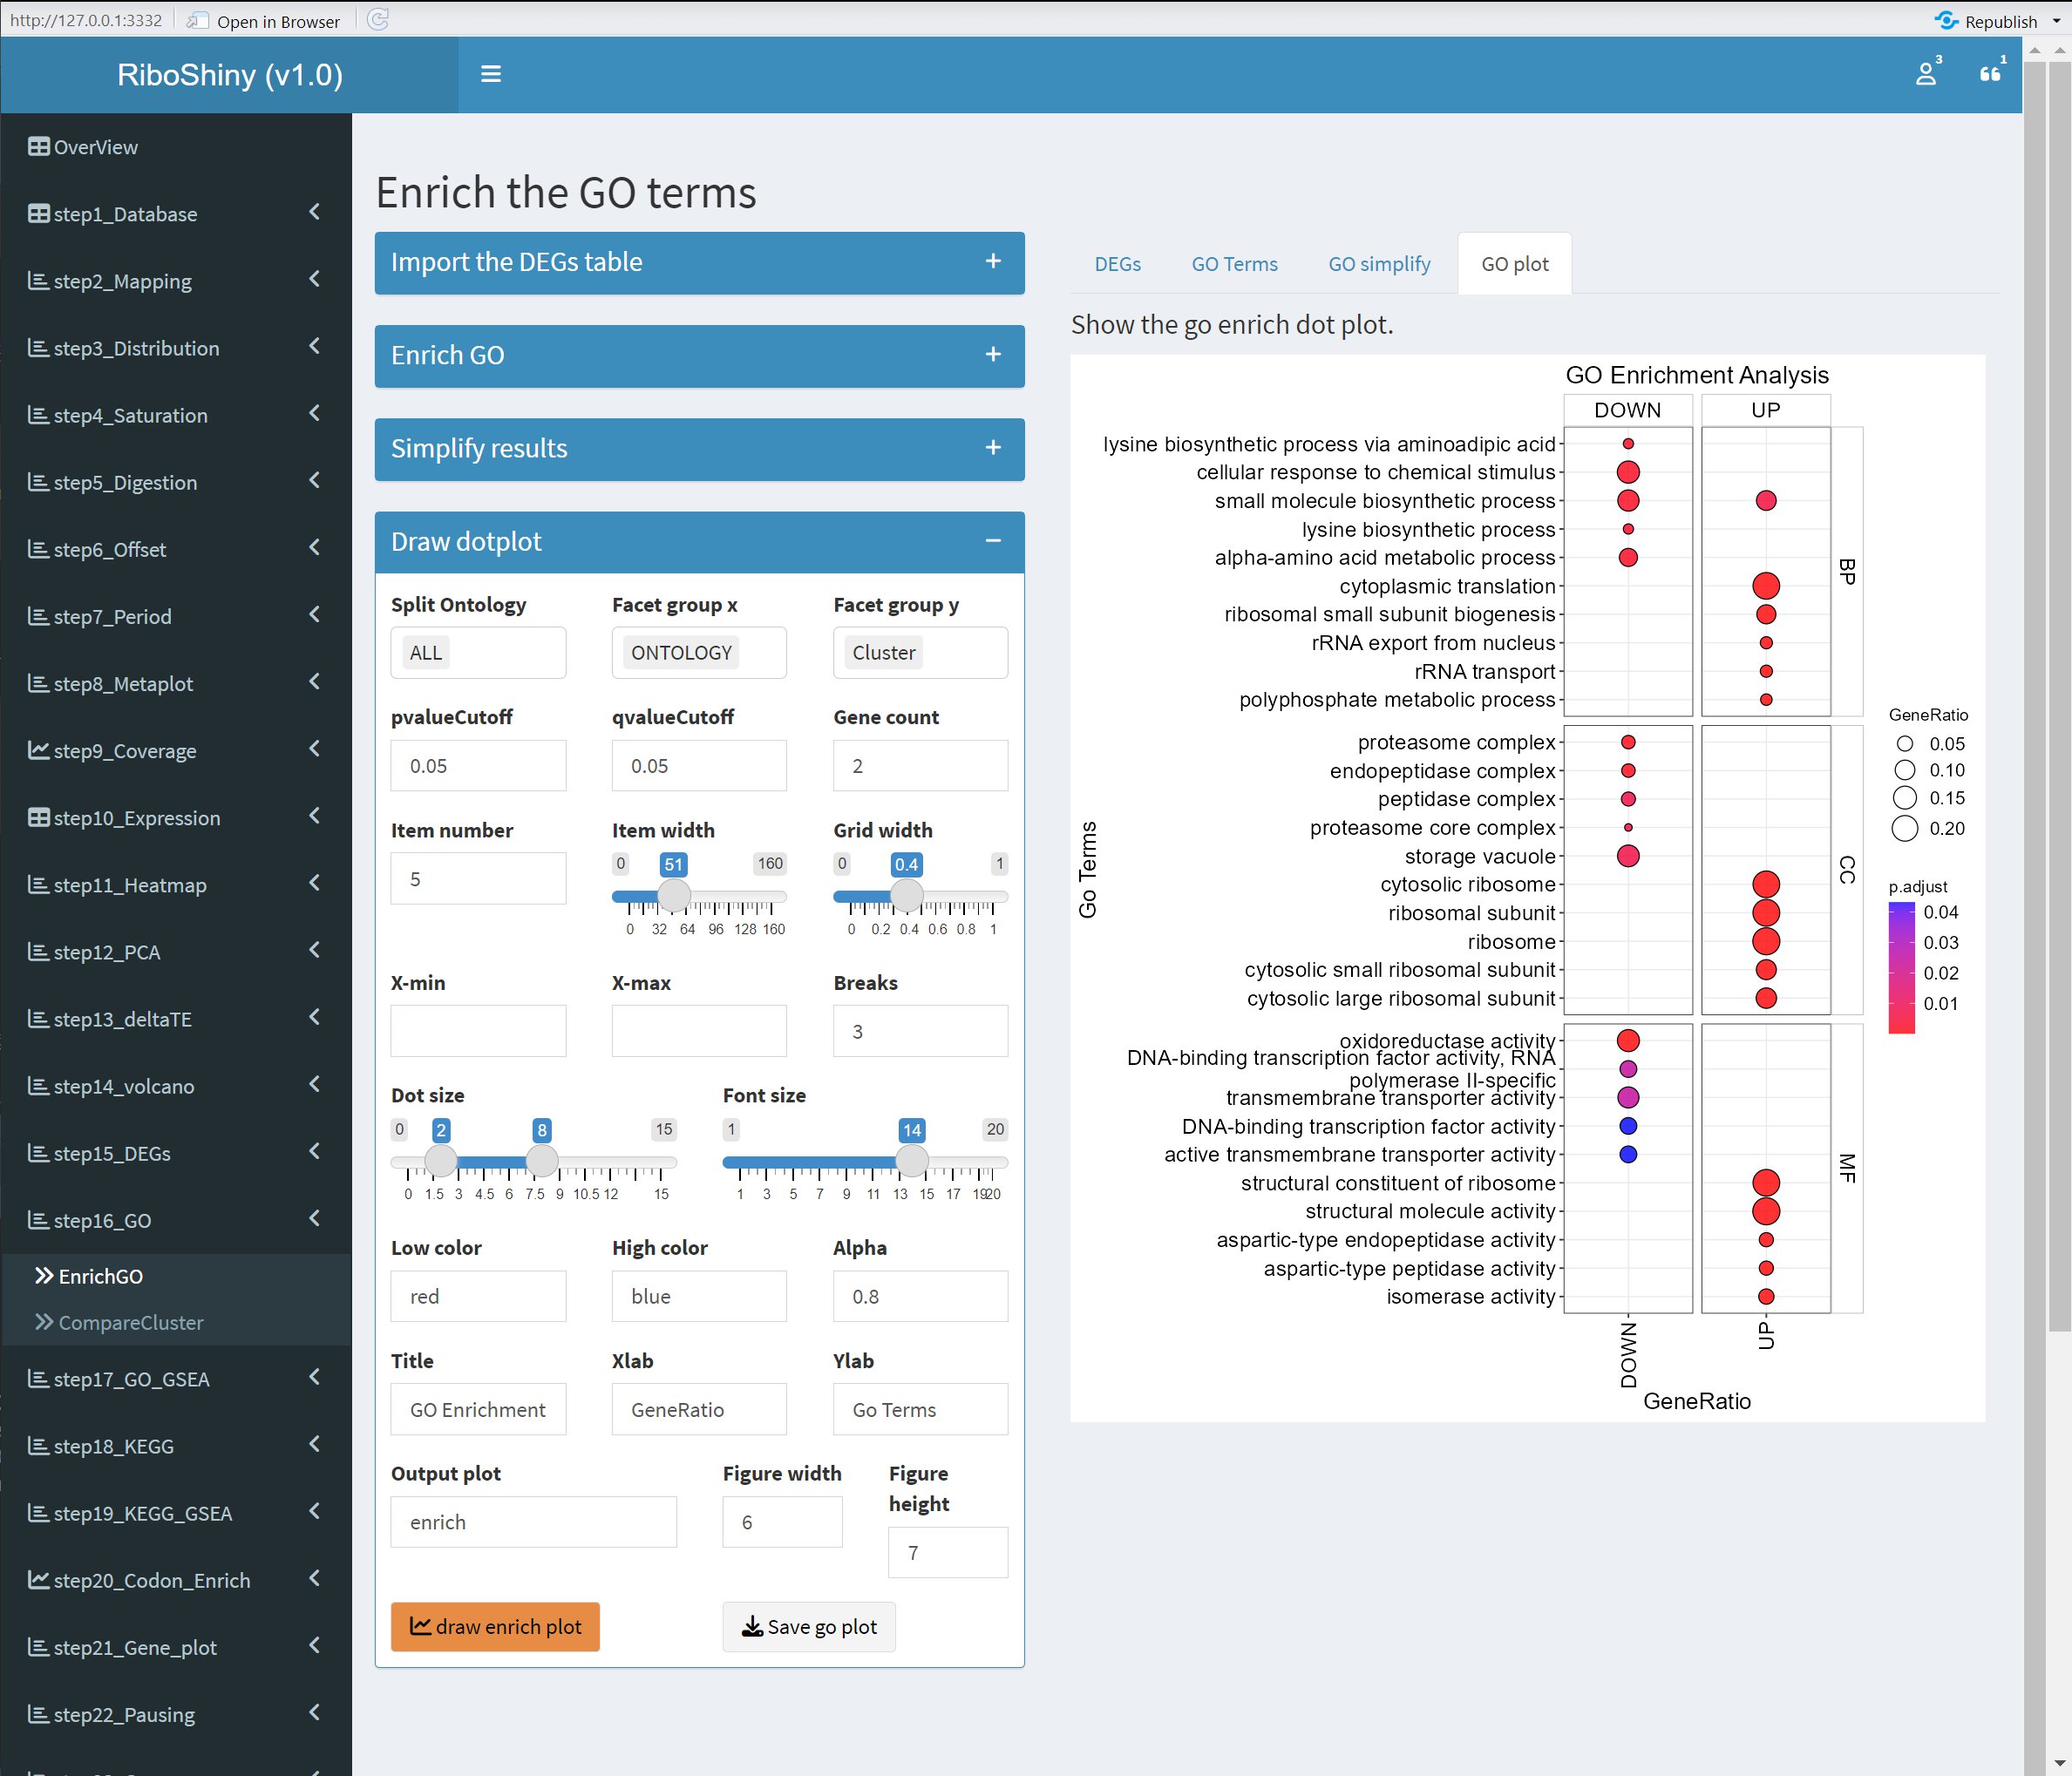 http://127.0.0.1:3332
Open in Browser
Republish
RiboShiny (v1.0)
3
1
OverView
step1_Database
step2_Mapping
step3_Distribution
step4_Saturation
step5_Digestion
step6_Offset
step7_Period
step8_Metaplot
step9_Coverage
step10_Expression
step11_Heatmap
step12_PCA
step13_deltaTE
step14_volcano
step15_DEGs
step16_GO
EnrichGO
CompareCluster
step17_GO_GSEA
step18_KEGG
step19_KEGG_GSEA
step20_Codon_Enrich
step21_Gene_plot
step22_Pausing
Enrich the GO terms
Import the DEGs table
Enrich GO
Simplify results
Draw dotplot
Split Ontology Facet group x Facet group y
ALL ONTOLOGY Cluster
pvalueCutoff qvalueCutoff Gene count
0.05 0.05 2
Item number Item width Grid width
5
0 51 160
0 32 64 96 128 160
0 0.4 1
0 0.2 0.4 0.6 0.8 1
X-min X-max Breaks
3
Dot size Font size
0 2 8 15
0 1.5 3 4.5 6 7.5 9 10.5 12 15
1 14 20
1 3 5 7 9 11 13 15 17 19 20
Low color High color Alpha
red blue 0.8
Title Xlab Ylab
GO Enrichment GeneRatio Go Terms
Output plot Figure width Figure height
enrich 6 7
draw enrich plot Save go plot
DEGs GO Terms GO simplify GO plot
Show the go enrich dot plot.
GO Enrichment Analysis
DOWN UP
lysine biosynthetic process via aminoadipic acid
cellular response to chemical stimulus
small molecule biosynthetic process
lysine biosynthetic process
alpha-amino acid metabolic process
cytoplasmic translation
ribosomal small subunit biogenesis
rRNA export from nucleus
rRNA transport
polyphosphate metabolic process
BP
proteasome complex
endopeptidase complex
peptidase complex
proteasome core complex
storage vacuole
cytosolic ribosome
ribosomal subunit
ribosome
cytosolic small ribosomal subunit
cytosolic large ribosomal subunit
CC
oxidoreductase activity
DNA-binding transcription factor activity, RNA
polymerase II-specific
transmembrane transporter activity
DNA-binding transcription factor activity
active transmembrane transporter activity
structural constituent of ribosome
structural molecule activity
aspartic-type endopeptidase activity
aspartic-type peptidase activity
isomerase activity
MF
Go Terms
DOWN UP
GeneRatio
GeneRatio
0.05
0.10
0.15
0.20
p.adjust
0.04
0.03
0.02
0.01